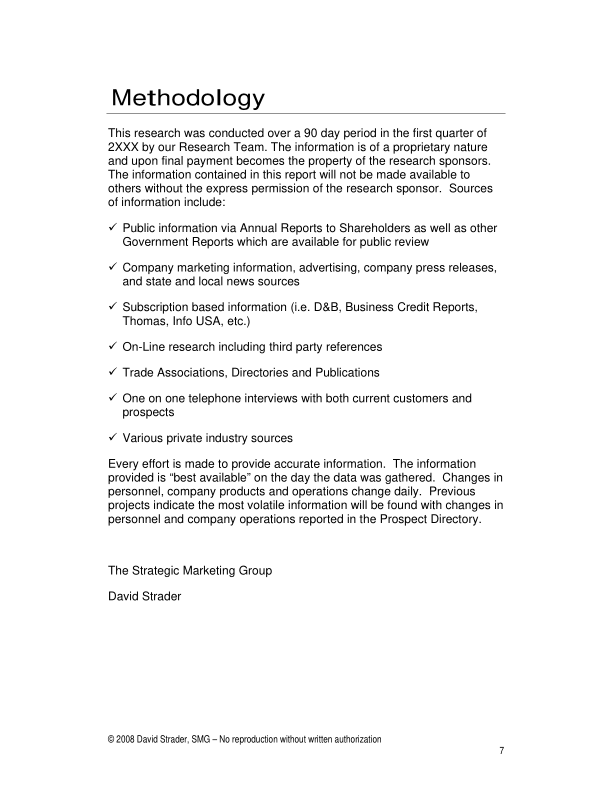 Methodology
This research was conducted over a 90 day period in the first quarter of
2XXX by our Research Team. The information is of a proprietary nature
and upon final payment becomes the property of the research sponsors.
The information contained in this report will not be made available to
others without the express permission of the research sponsor.  Sources
of information include:
✓ Public information via Annual Reports to Shareholders as well as other
Government Reports which are available for public review
✓ Company marketing information, advertising, company press releases,
and state and local news sources
✓ Subscription based information (i.e. D&B, Business Credit Reports,
Thomas, Info USA, etc.)
✓ On-Line research including third party references
✓ Trade Associations, Directories and Publications
✓ One on one telephone interviews with both current customers and
prospects
✓ Various private industry sources
Every effort is made to provide accurate information.  The information
provided is “best available” on the day the data was gathered.  Changes in
personnel, company products and operations change daily.  Previous
projects indicate the most volatile information will be found with changes in
personnel and company operations reported in the Prospect Directory.
The Strategic Marketing Group
David Strader
© 2008 David Strader, SMG – No reproduction without written authorization
7